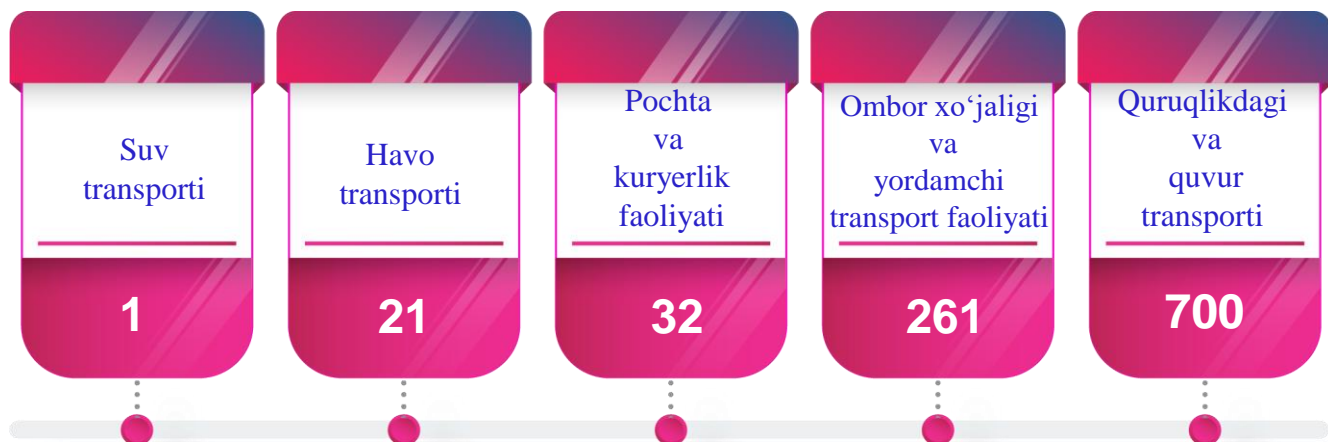 Suv
transporti
1
Havo
transporti
21
Pochta
va
kuryerlik
faoliyati
32
Ombor xo‘jaligi
va
yordamchi
transport faoliyati
261
Quruqlikdagi
va
quvur
transporti
700